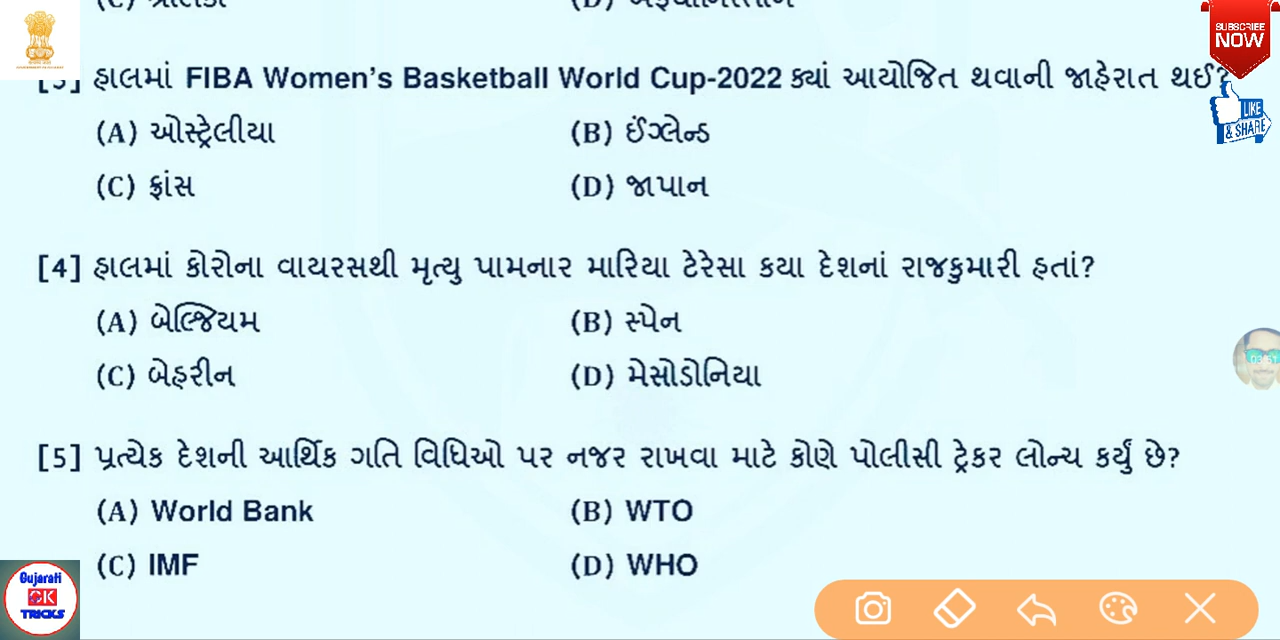 SUBSCRIBE
NOW
[3] હાલમાં FIBA Women's Basketball World Cup-2022 ક્યાં આયોજિત થવાની જાહેરાત થઈ?
(A) ઓસ્ટ્રેલીયા (B) ઈંગ્લેન્ડ
(C) ફ્રાંસ (D) જાપાન
LIKE
& SHARE
[4] હાલમાં કોરોના વાયરસથી મૃત્યુ પામનાર મારિયા ટેરેસા કયા દેશનાં રાજકુમારી હતાં?
(A) બેલ્જિયમ (B) સ્પેન
(C) બેહરીન (D) મેસોડોનિયા
[5] પ્રત્યેક દેશની આર્થિક ગતિ વિધિઓ પર નજર રાખવા માટે કોણે પોલીસી ટ્રેકર લોન્ચ કર્યું છે?
(A) World Bank (B) WTO
(C) IMF (D) WHO
Gujarati
GK
TRICKS